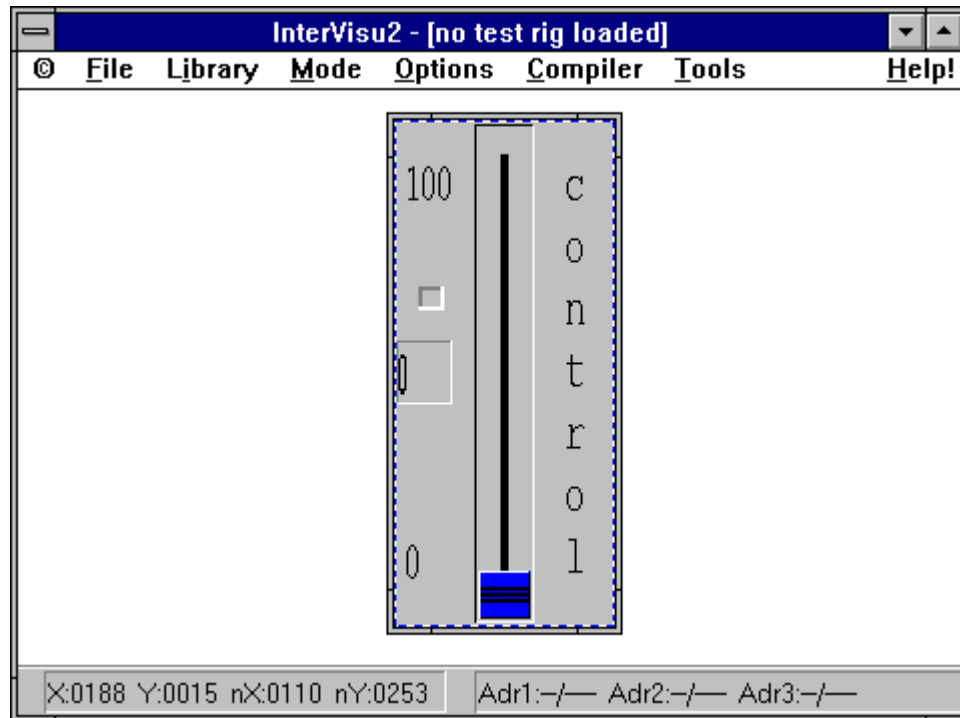 InterVisu2 - [no test rig loaded]
© File Library Mode Options Compiler Tools Help!
100
0
0
c
o
n
t
r
o
l
X:0188 Y:0015 nX:0110 nY:0253 Adr1:–/–– Adr2:–/–– Adr3:–/––